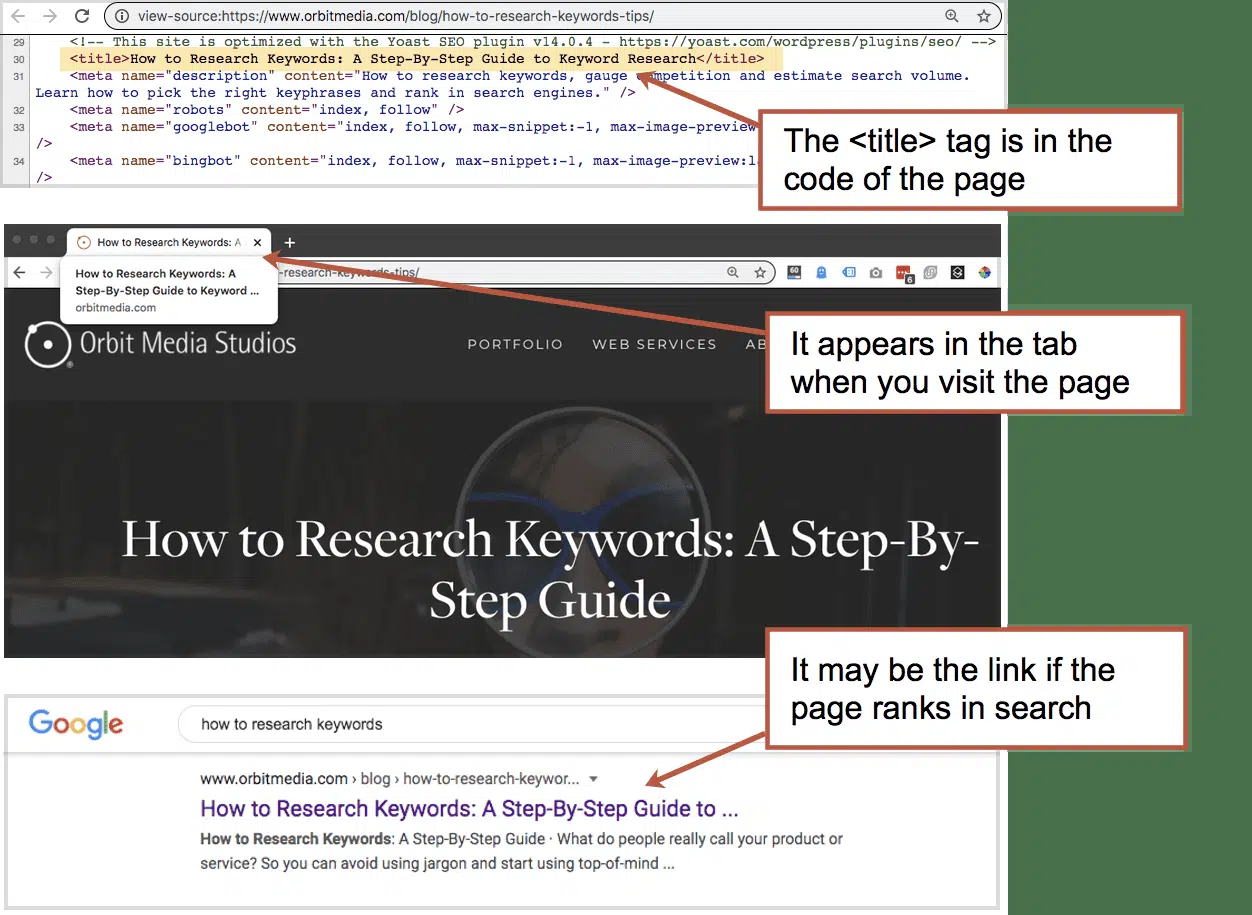 view-source:https://www.orbitmedia.com/blog/how-to-research-keywords-tips/
29 <!-- This site is optimized with the Yoast SEO plugin v14.0.4 - https://yoast.com/wordpress/plugins/seo/ -->
30 <title>How to Research Keywords: A Step-By-Step Guide to Keyword Research</title>
31 <meta name="description" content="How to research keywords, gauge competition and estimate search volume.
Learn how to pick the right keyphrases and rank in search engines." />
32 <meta name="robots" content="index, follow" />
33 <meta name="googlebot" content="index, follow, max-snippet:-1, max-image-preview
/>
34 <meta name="bingbot" content="index, follow, max-snippet:-1, max-image-preview:l
/>
The <title> tag is in the
code of the page
How to Research Keywords: A
How to Research Keywords: A
Step-By-Step Guide to Keyword ...
orbitmedia.com
-research-keywords-tips/
60
6
Orbit Media Studios
PORTFOLIO WEB SERVICES AB
It appears in the tab
when you visit the page
How to Research Keywords: A Step-By-
Step Guide
It may be the link if the
page ranks in search
Google
how to research keywords
www.orbitmedia.com › blog › how-to-research-keywor...
How to Research Keywords: A Step-By-Step Guide to ...
How to Research Keywords: A Step-By-Step Guide · What do people really call your product or
service? So you can avoid using jargon and start using top-of-mind ...